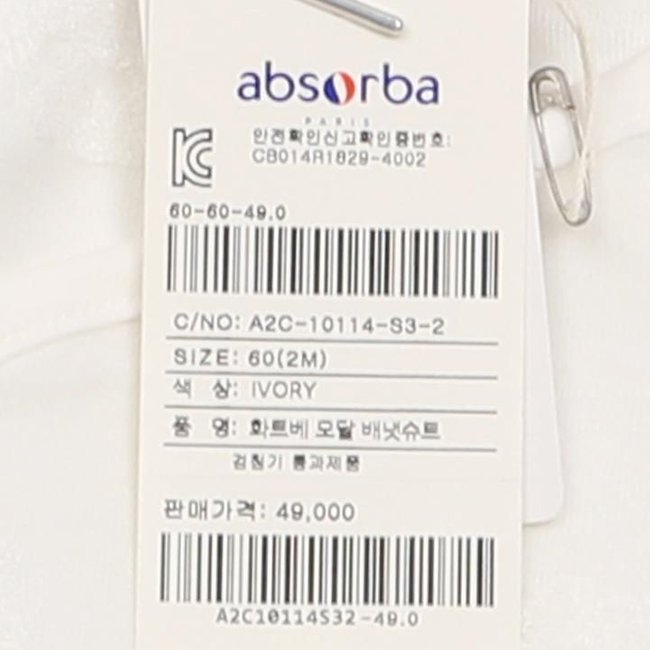 absorba
PARIS
안전확인신고확인증번호:
CB014R1829-4002
60-60-49.0
C/NO: A2C-10114-S3-2
SIZE: 60(2M)
색 상: IVORY
품 명: 화트베 모달 배냇슈트
검침기 통과제품
판매가격: 49,000
A2C10114S32-49.0